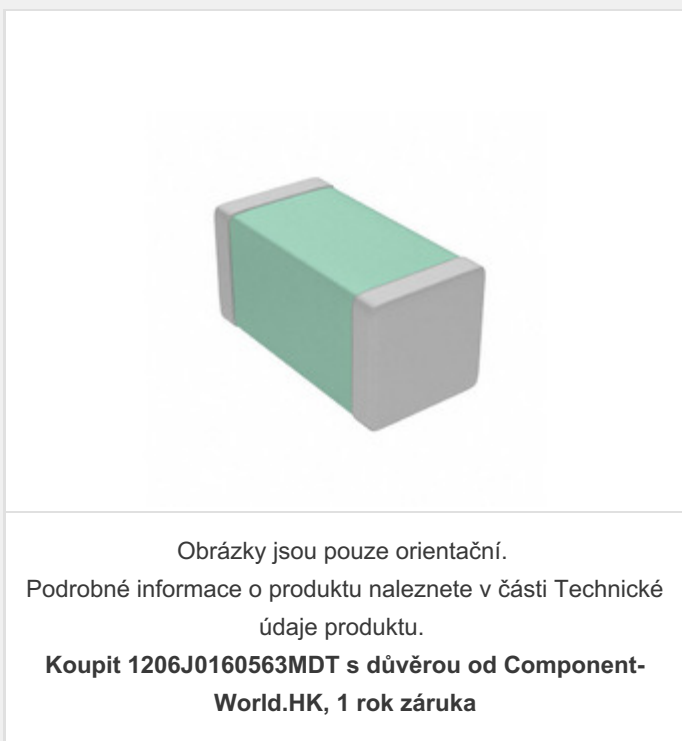 Obrázky jsou pouze orientační.
Podrobné informace o produktu naleznete v části Technické
údaje produktu.
Koupit 1206J0160563MDT s důvěrou od Component-
World.HK, 1 rok záruka